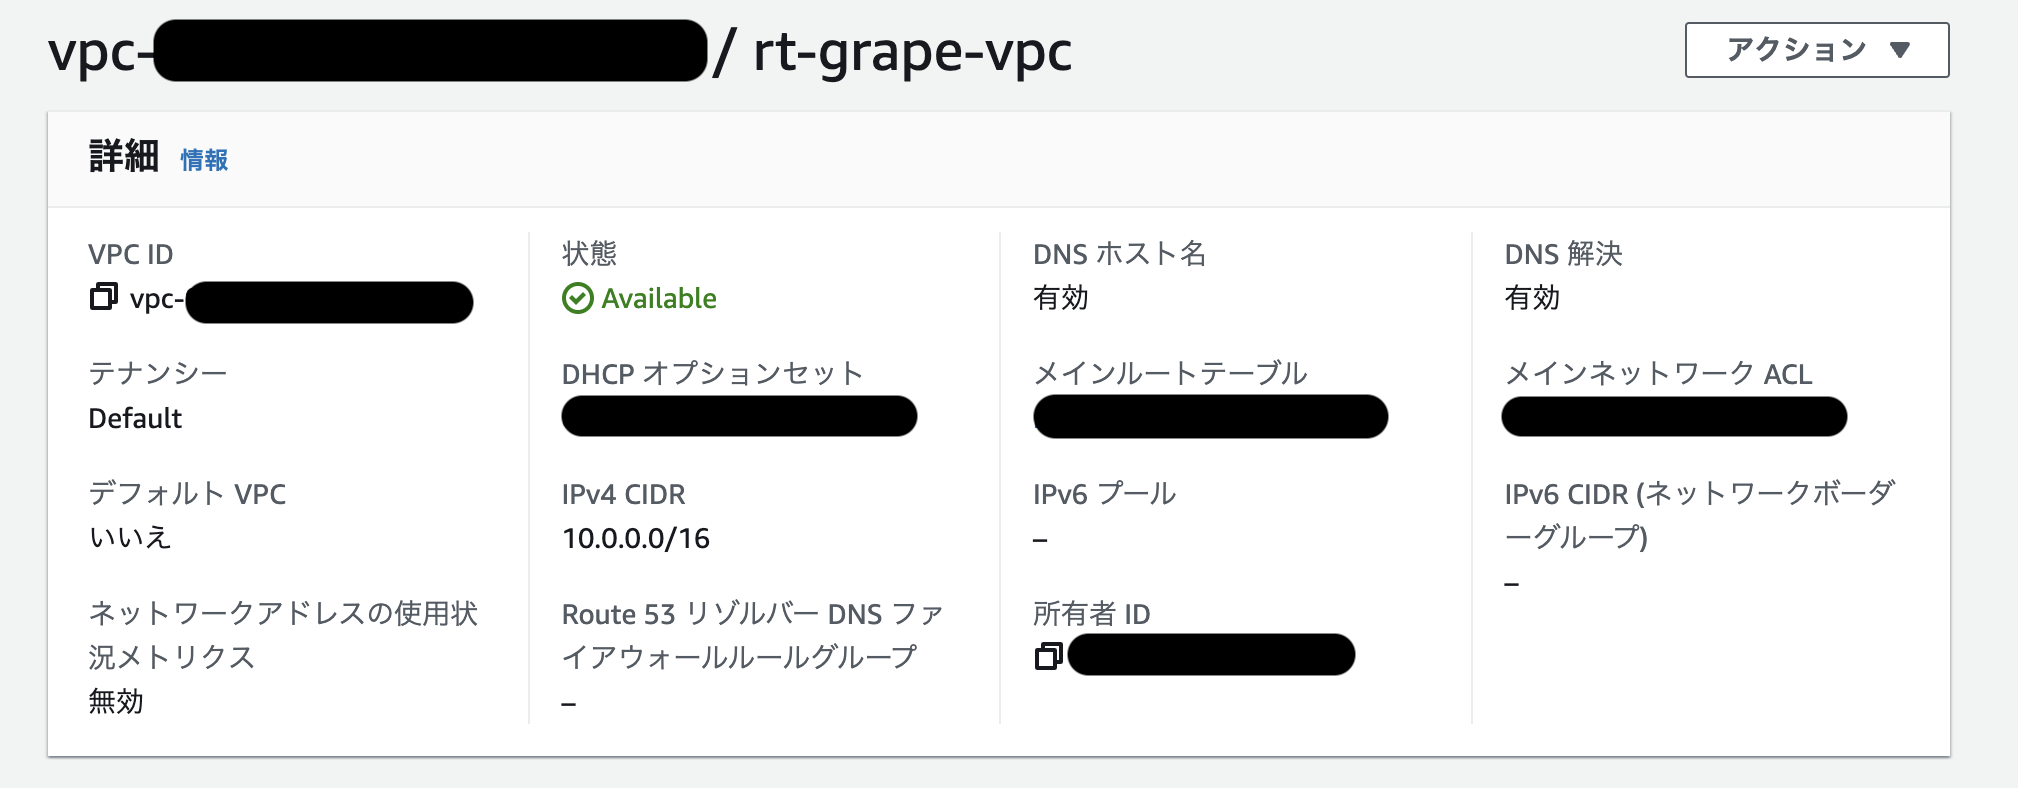 vpc- / rt-grape-vpc
アクション ▼
詳細 情報
VPC ID
vpc-
状態
Available
DNS ホスト名
有効
DNS 解決
有効
テナンシー
Default
DHCP オプションセット
メインルートテーブル
メインネットワーク ACL
デフォルト VPC
いいえ
IPv4 CIDR
10.0.0.0/16
IPv6 プール
–
IPv6 CIDR (ネットワークボーダ
ーグループ)
–
ネットワークアドレスの使用状
況メトリクス
無効
Route 53 リゾルバー DNS ファ
イアウォールルールグループ
–
所有者 ID